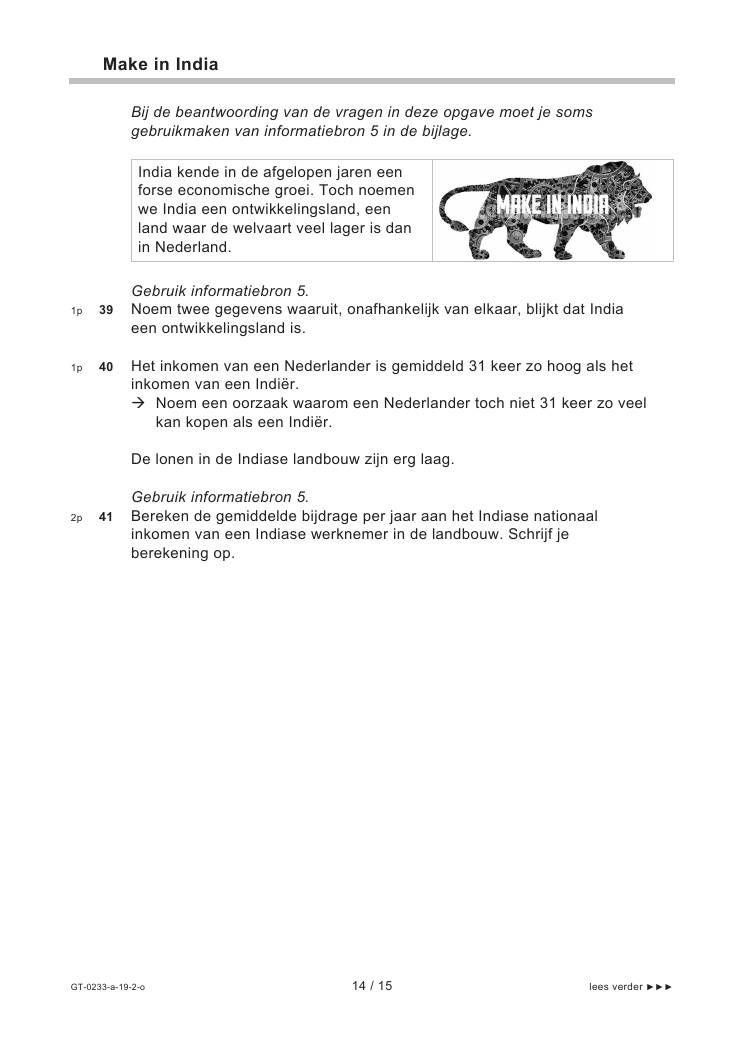 Make in India
Bij de beantwoording van de vragen in deze opgave moet je soms
gebruikmaken van informatiebron 5 in de bijlage.
India kende in de afgelopen jaren een
forse economische groei. Toch noemen
we India een ontwikkelingsland, een
land waar de welvaart veel lager is dan
in Nederland.
MAKE IN INDIA
Gebruik informatiebron 5.
1p 39 Noem twee gegevens waaruit, onafhankelijk van elkaar, blijkt dat India
een ontwikkelingsland is.
1p 40 Het inkomen van een Nederlander is gemiddeld 31 keer zo hoog als het
inkomen van een Indiër.
→ Noem een oorzaak waarom een Nederlander toch niet 31 keer zo veel
kan kopen als een Indiër.
De lonen in de Indiase landbouw zijn erg laag.
Gebruik informatiebron 5.
2p 41 Bereken de gemiddelde bijdrage per jaar aan het Indiase nationaal
inkomen van een Indiase werknemer in de landbouw. Schrijf je
berekening op.
GT-0233-a-19-2-o 14 / 15 lees verder ►►►